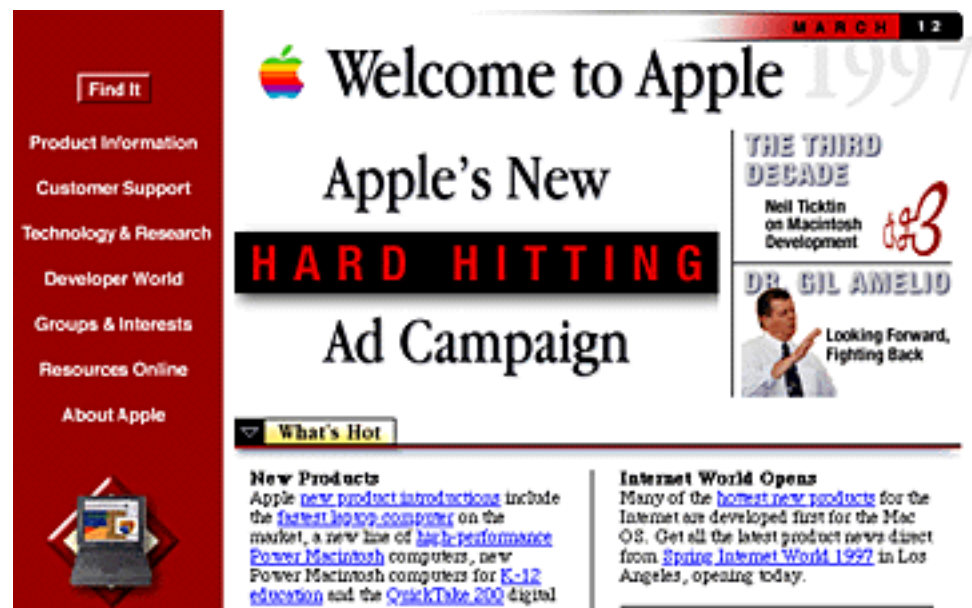 MARCH 12
1997
Welcome to Apple
Find It
Product Information
Customer Support
Technology & Research
Developer World
Groups & Interests
Resources Online
About Apple
Apple's New
HARD HITTING
Ad Campaign
THE THIRD
DECADE
Neil Ticktin
on Macintosh
Development
DR. GIL AMELIO
Looking Forward,
Fighting Back
What's Hot
New Products
Apple new product introductions include
the fastest laptop computer on the
market, a new line of high-performance
Power Macintosh computers, new
Power Macintosh computers for K-12
education and the QuickTake 200 digital
Internet World Opens
Many of the hottest new products for the
Internet are developed first for the Mac
OS. Get all the latest product news direct
from Spring Internet World 1997 in Los
Angeles, opening today.